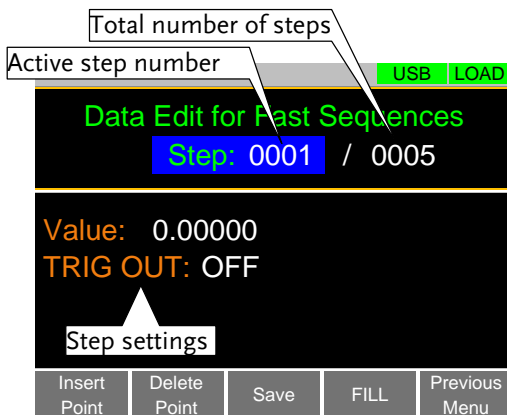 Total number of steps
Active step number
USB LOAD
Data Edit for Fast Sequences
Step: 0001 / 0005
Value: 0.00000
TRIG OUT: OFF
Step settings
Insert Point
Delete Point
Save
FILL
Previous Menu